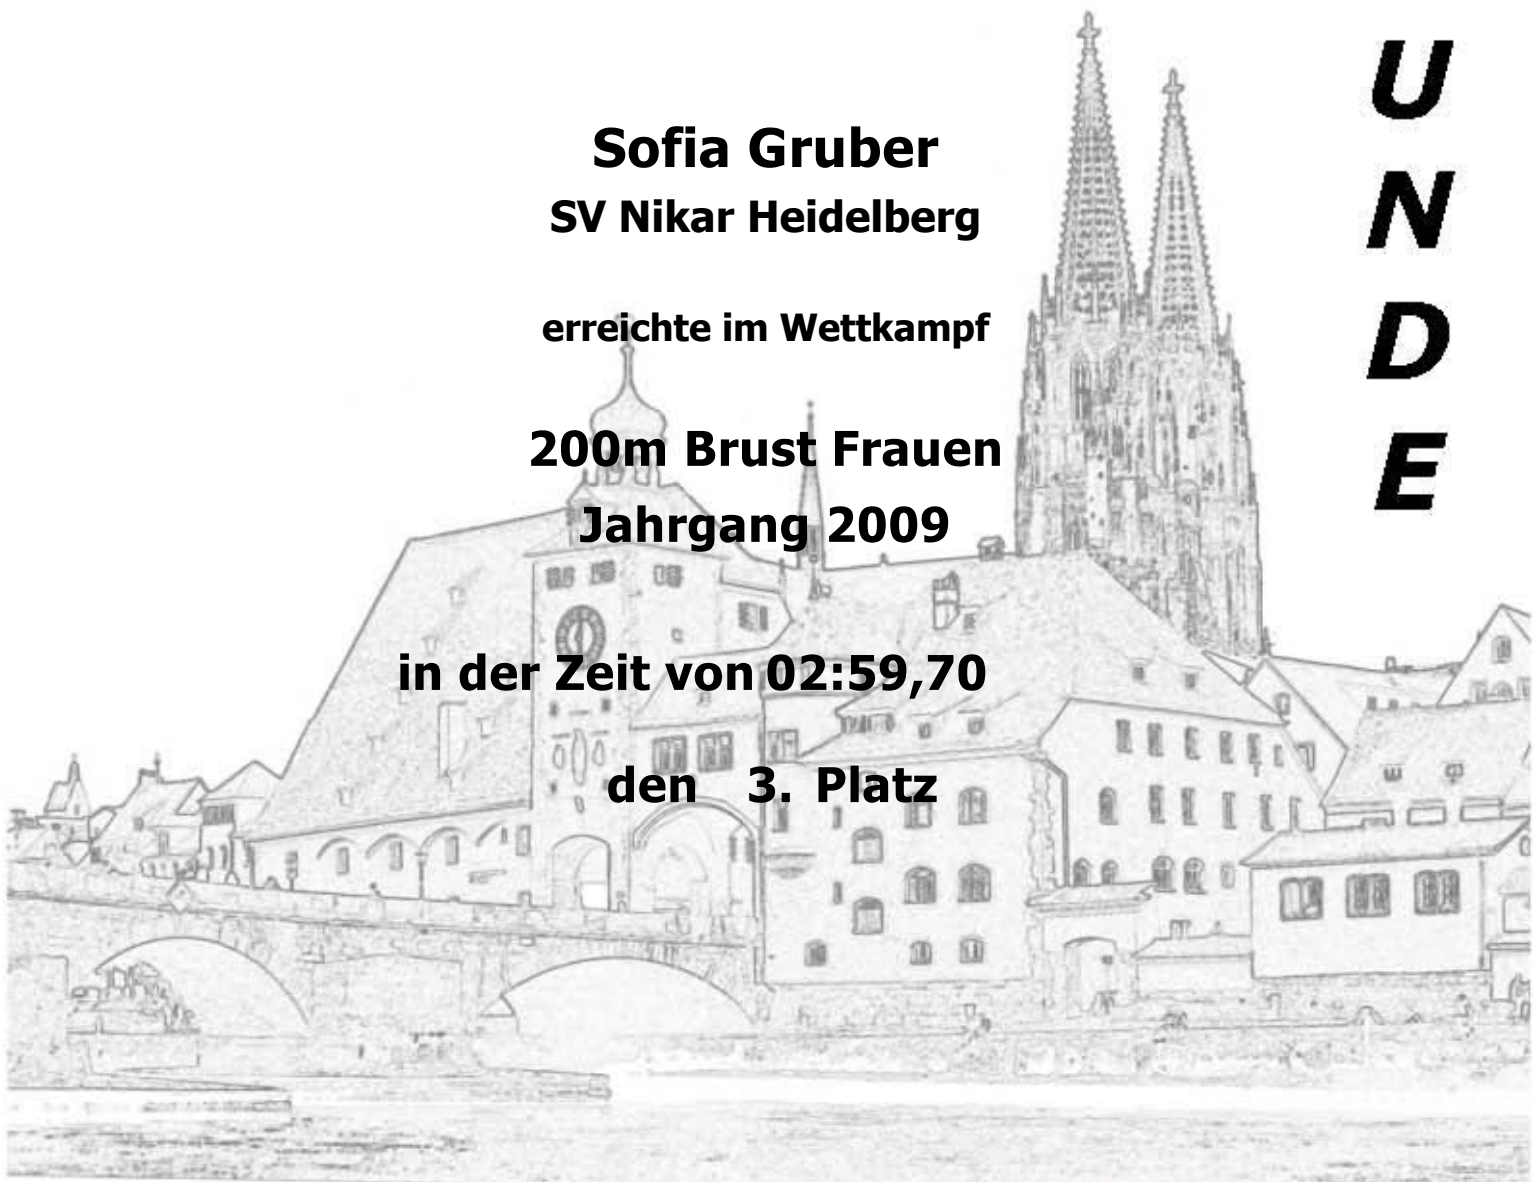 Sofia Gruber
SV Nikar Heidelberg
erreichte im Wettkampf
200m Brust Frauen
Jahrgang 2009
in der Zeit von 02:59,70
den 3. Platz
U
N
D
E